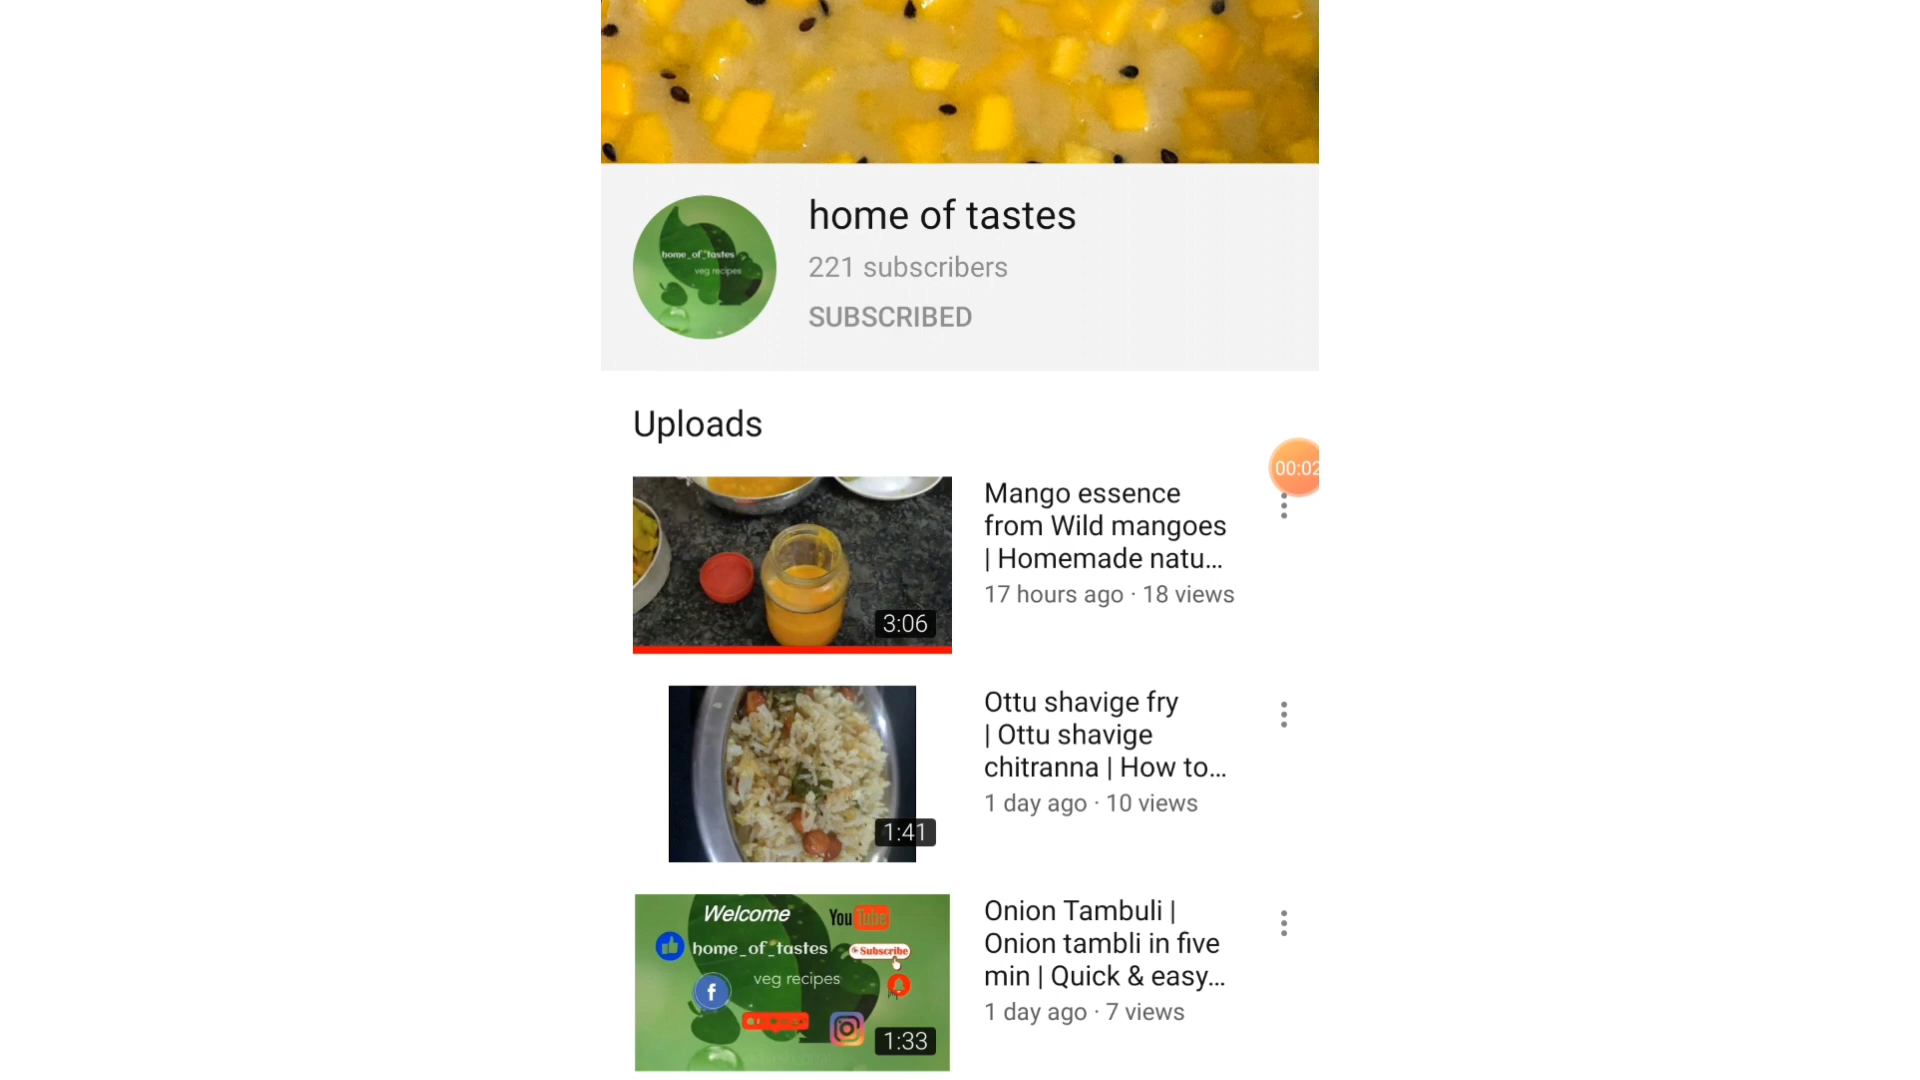 home_of_tastes
veg recipes
home of tastes
221 subscribers
SUBSCRIBED
Uploads
00:02
3:06
Mango essence
from Wild mangoes
| Homemade natu...
17 hours ago · 18 views
1:41
Ottu shavige fry
| Ottu shavige
chitranna | How to...
1 day ago · 10 views
Welcome
YouTube
home_of_tastes
Subscribe
veg recipes
f
1:33
Onion Tambuli |
Onion tambli in five
min | Quick & easy...
1 day ago · 7 views